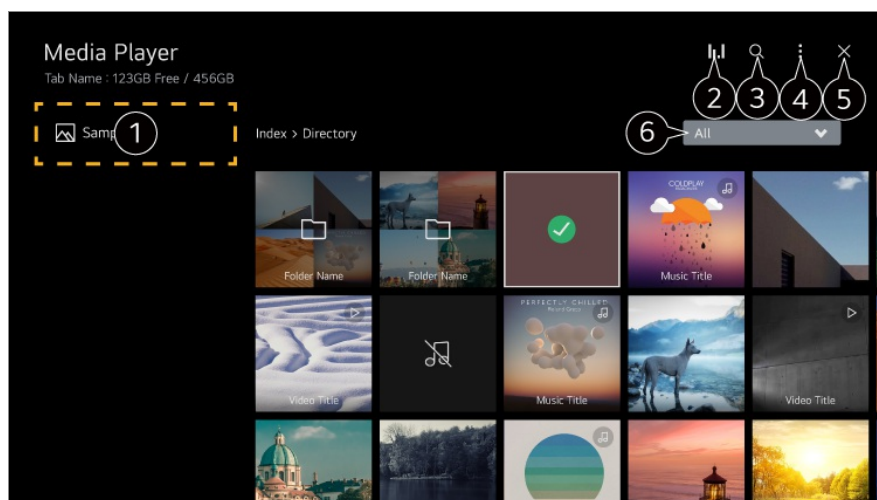 Media Player
Tab Name : 123GB Free / 456GB
2
3
4
5
1
Index > Directory
6
All
Folder Name
Folder Name
COLDPLAY
Music Title
PERFECTLY CHILLED
Video Title
Music Title
Video Title